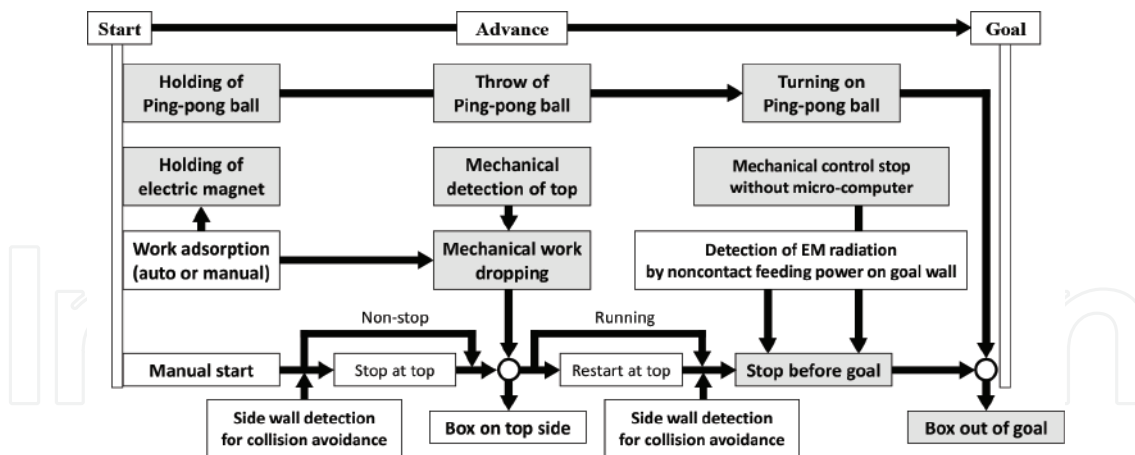 Start
Advance
Goal
Holding of
Ping-pong ball
Throw of
Ping-pong ball
Turning on
Ping-pong ball
Holding of
electric magnet
Mechanical
detection of top
Mechanical control stop
without micro-computer
Work adsorption
(auto or manual)
Mechanical work
dropping
Detection of EM radiation
by noncontact feeding power on goal wall
Non-stop
Running
Manual start
Stop at top
Restart at top
Stop before goal
Side wall detection
for collision avoidance
Box on top side
Side wall detection
for collision avoidance
Box out of goal